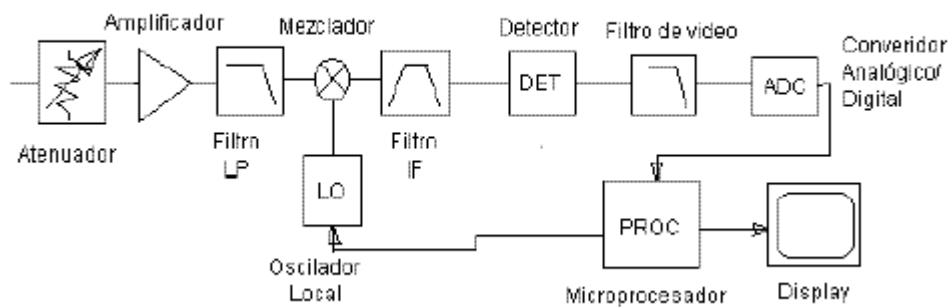 Amplificador
Mezclador
Detector
Filtro de video
Converidor
Analógico/
Digital
DET
ADC
Atenuador
Filtro
LP
Filtro
IF
LO
PROC
Oscilador
Local
Microprocesador
Display